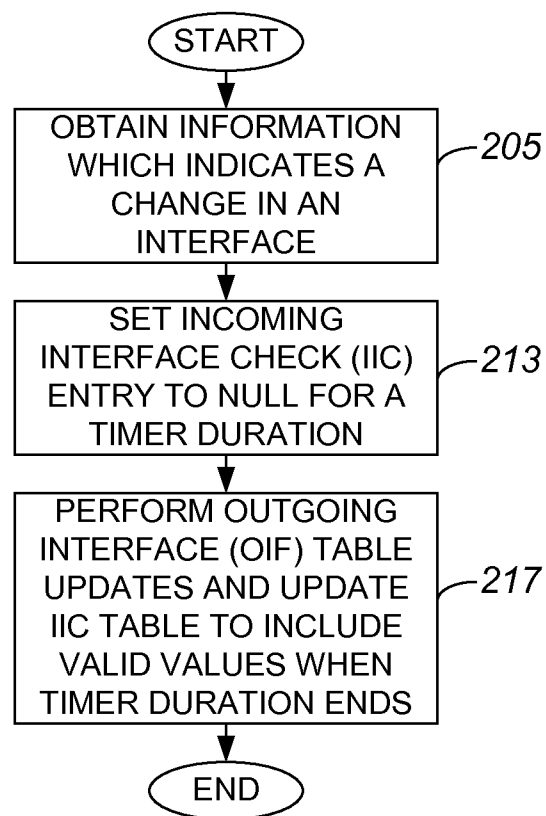 START
OBTAIN INFORMATION
WHICH INDICATES A
CHANGE IN AN
INTERFACE
205
SET INCOMING
INTERFACE CHECK (IIC)
ENTRY TO NULL FOR A
TIMER DURATION
213
PERFORM OUTGOING
INTERFACE (OIF) TABLE
UPDATES AND UPDATE
IIC TABLE TO INCLUDE
VALID VALUES WHEN
TIMER DURATION ENDS
217
END